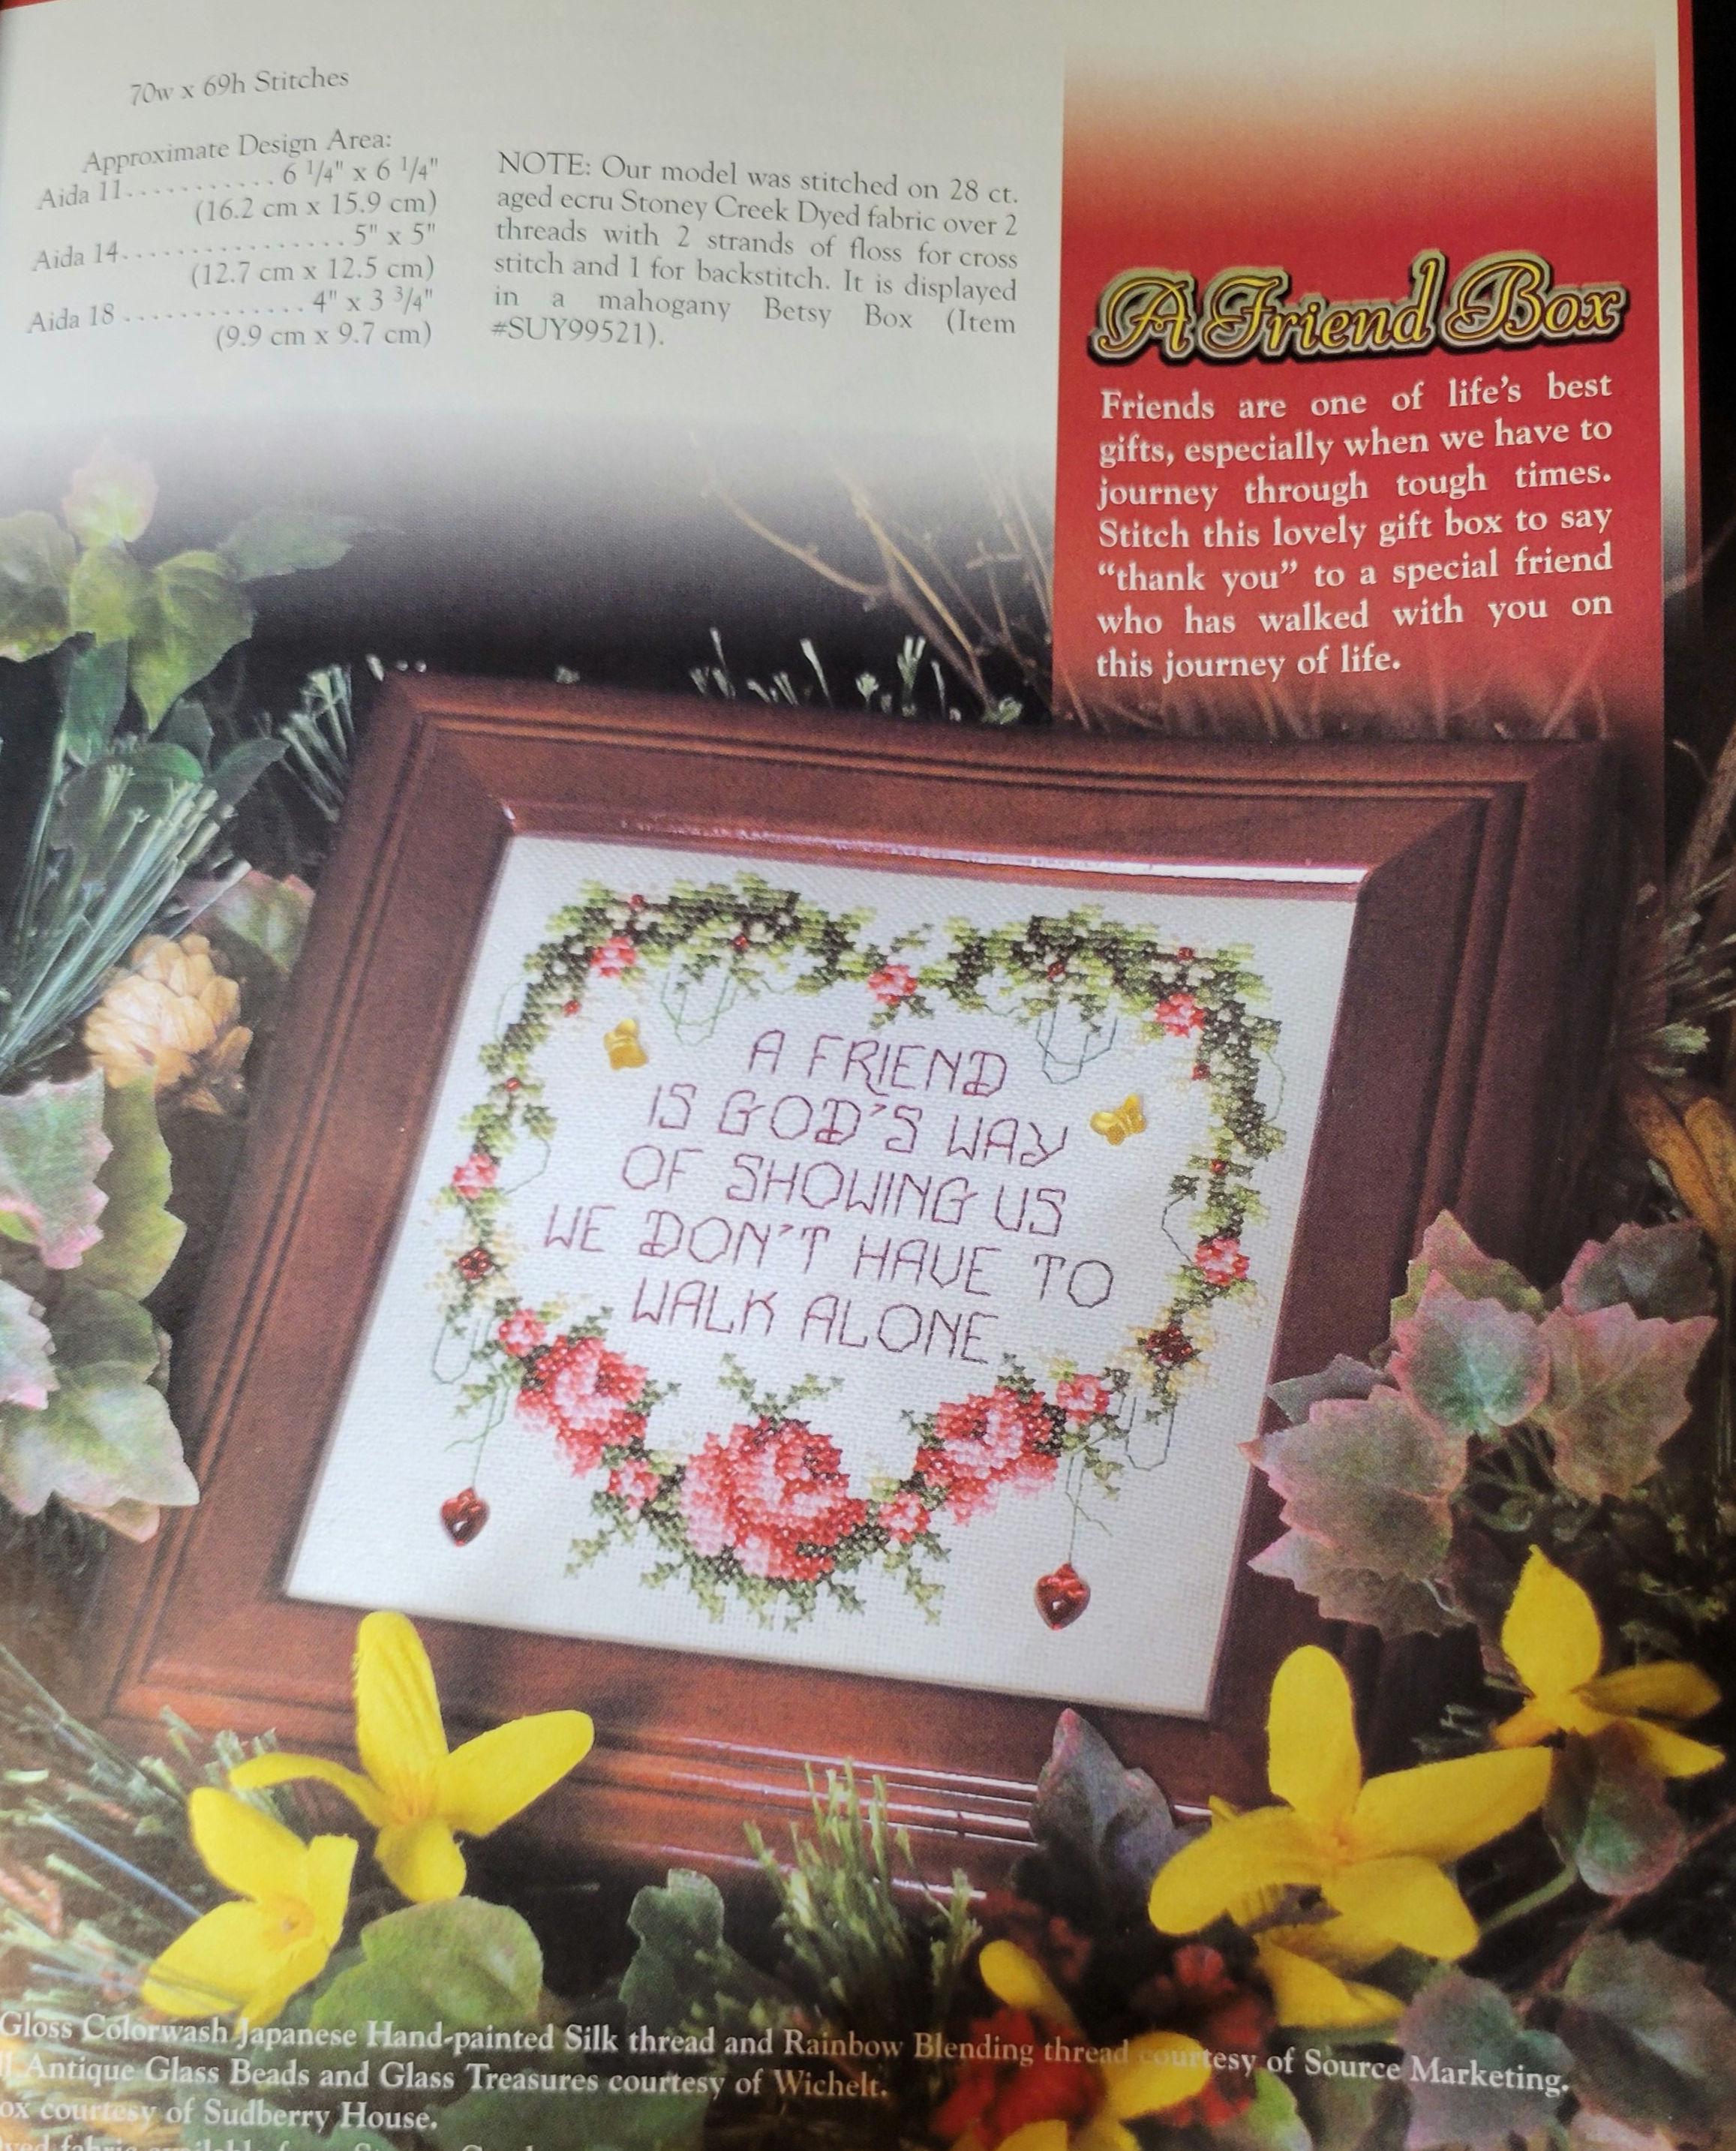 70w x 69h Stitches
Approximate Design Area:
Aida 11........... 6 1/4" x 6 1/4"
(16.2 cm x 15.9 cm)
Aida 14............... 5" x 5"
(12.7 cm x 12.5 cm)
Aida 18 ............ 4" x 3 3/4"
(9.9 cm x 9.7 cm)
NOTE: Our model was stitched on 28 ct.
aged ecru Stoney Creek Dyed fabric over 2
threads with 2 strands of floss for cross
stitch and 1 for backstitch. It is displayed
in a mahogany Betsy Box (Item
#SUY99521).
A Friend Box
Friends are one of life's best
gifts, especially when we have to
journey through tough times.
Stitch this lovely gift box to say
“thank you” to a special friend
who has walked with you on
this journey of life.
A FRIEND
IS GOD'S WAY
OF SHOWING US
WE DON'T HAVE TO
WALK ALONE.
Gloss Colorwash Japanese Hand-painted Silk thread and Rainbow Blending thread courtesy of Source Marketing.
Antique Glass Beads and Glass Treasures courtesy of Wichelt.
ox courtesy of Sudberry House.